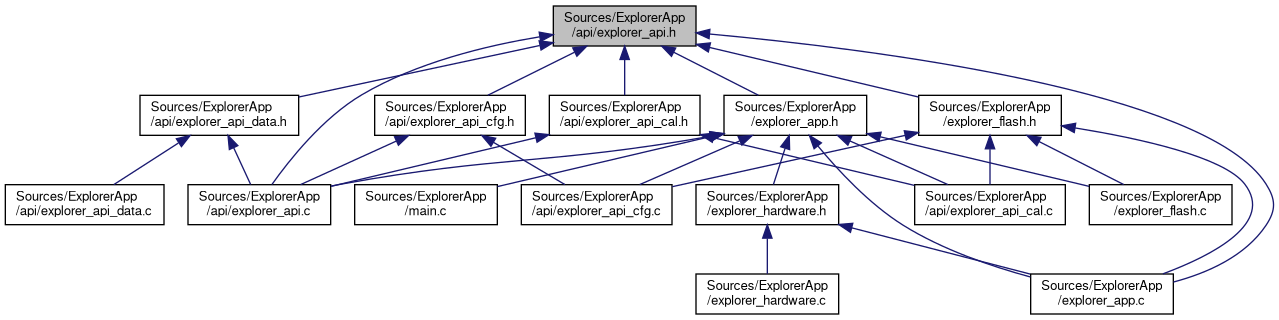 Sources/ExplorerApp
/api/explorer_api.h
Sources/ExplorerApp
/api/explorer_api_data.h
Sources/ExplorerApp
/api/explorer_api_cfg.h
Sources/ExplorerApp
/api/explorer_api_cal.h
Sources/ExplorerApp
/explorer_app.h
Sources/ExplorerApp
/explorer_flash.h
Sources/ExplorerApp
/api/explorer_api_data.c
Sources/ExplorerApp
/api/explorer_api.c
Sources/ExplorerApp
/main.c
Sources/ExplorerApp
/api/explorer_api_cfg.c
Sources/ExplorerApp
/explorer_hardware.h
Sources/ExplorerApp
/api/explorer_api_cal.c
Sources/ExplorerApp
/explorer_flash.c
Sources/ExplorerApp
/explorer_hardware.c
Sources/ExplorerApp
/explorer_app.c